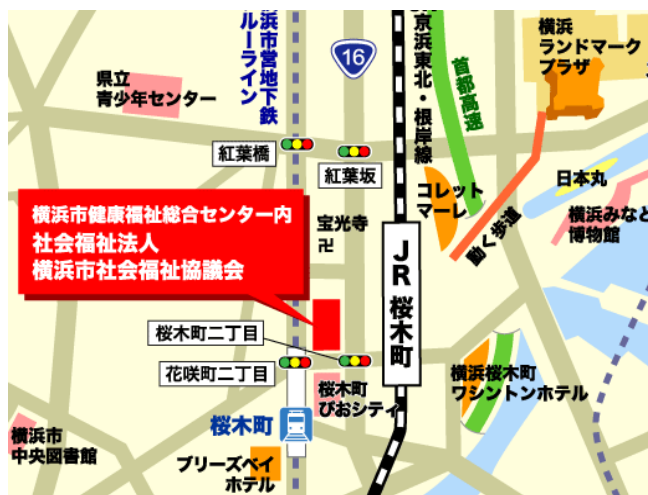 横浜市営地下鉄
ブルーライン
16
京浜東北・根岸線
首都高速
横浜
ランドマーク
プラザ
県立
青少年センター
紅葉橋
紅葉坂
コレット
マーレ
動く歩道
日本丸
横浜みなと
博物館
横浜市健康福祉総合センター内
社会福祉法人
横浜市社会福祉協議会
宝光寺
卍
JR桜木町
桜木町二丁目
花咲町二丁目
桜木町
ぴおシティ
横浜桜木町
ワシントンホテル
桜木町
横浜市
中央図書館
ブリーズベイ
ホテル